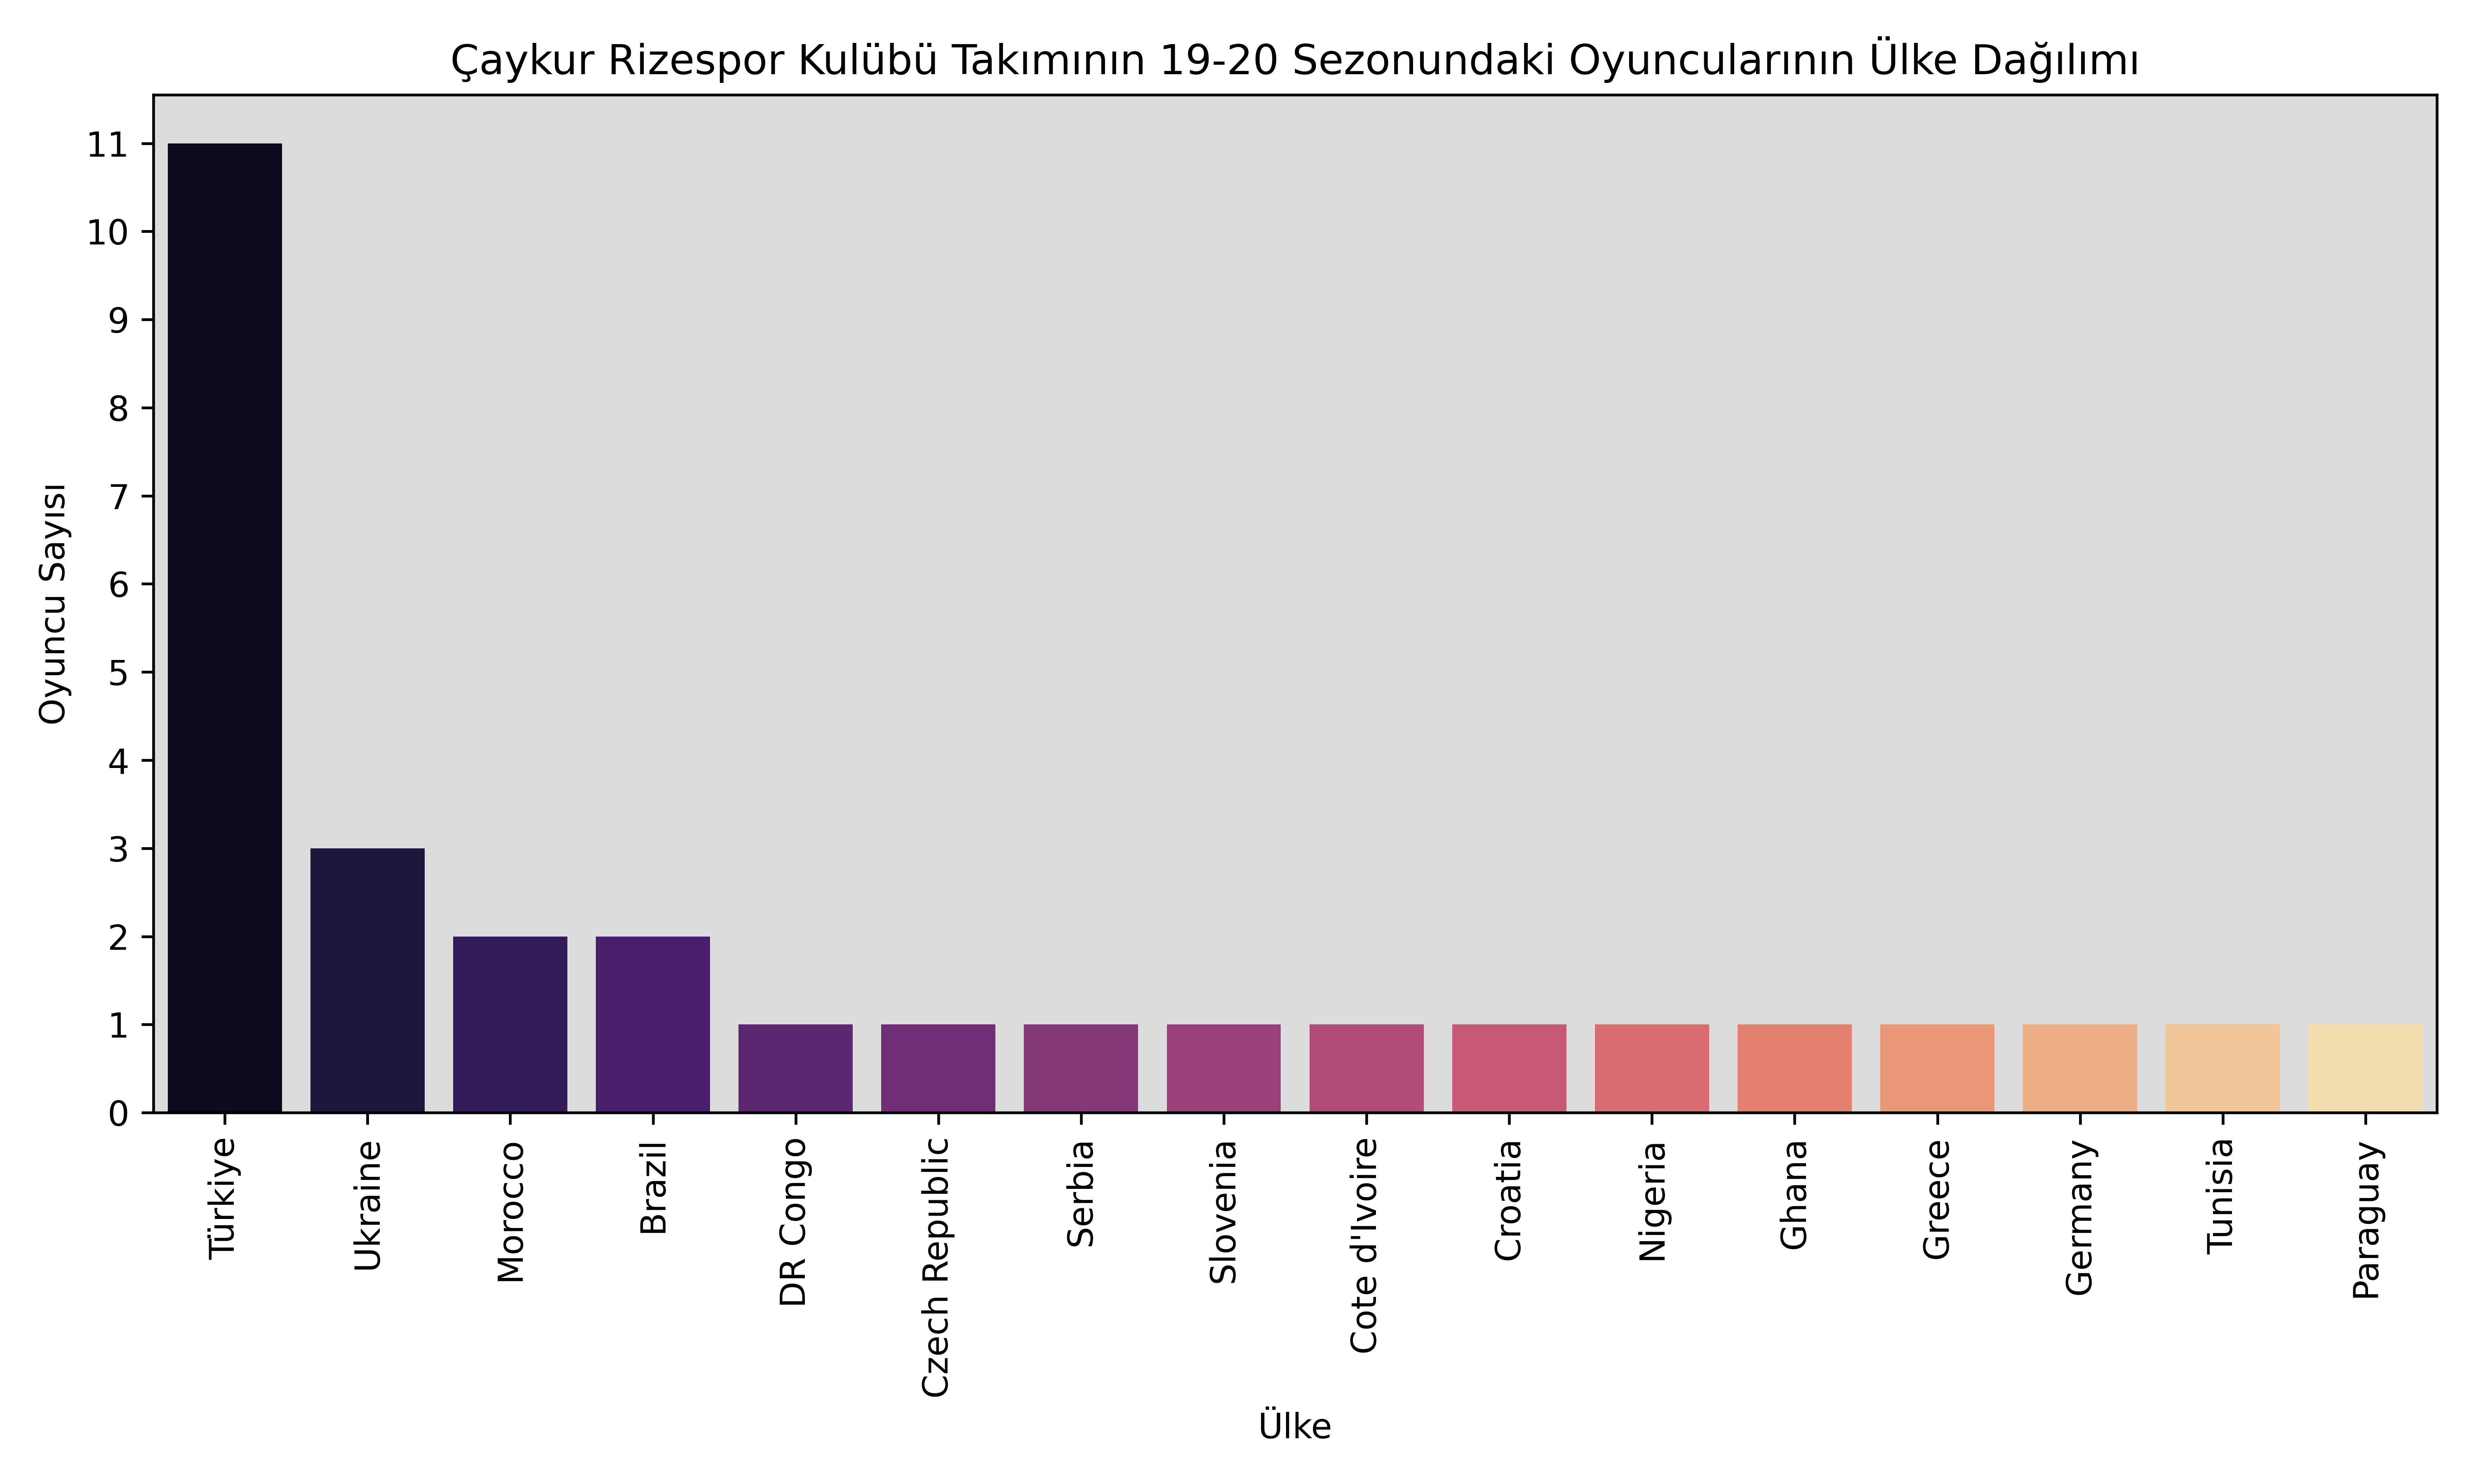 Çaykur Rizespor Kulübü Takımının 19-20 Sezonundaki Oyuncularının Ülke Dağılımı
Oyuncu Sayısı
11
10
9
8
7
6
5
4
3
2
1
0
Türkiye
Ukraine
Morocco
Brazil
DR Congo
Czech Republic
Serbia
Slovenia
Cote d'Ivoire
Croatia
Nigeria
Ghana
Greece
Germany
Tunisia
Paraguay
Ülke